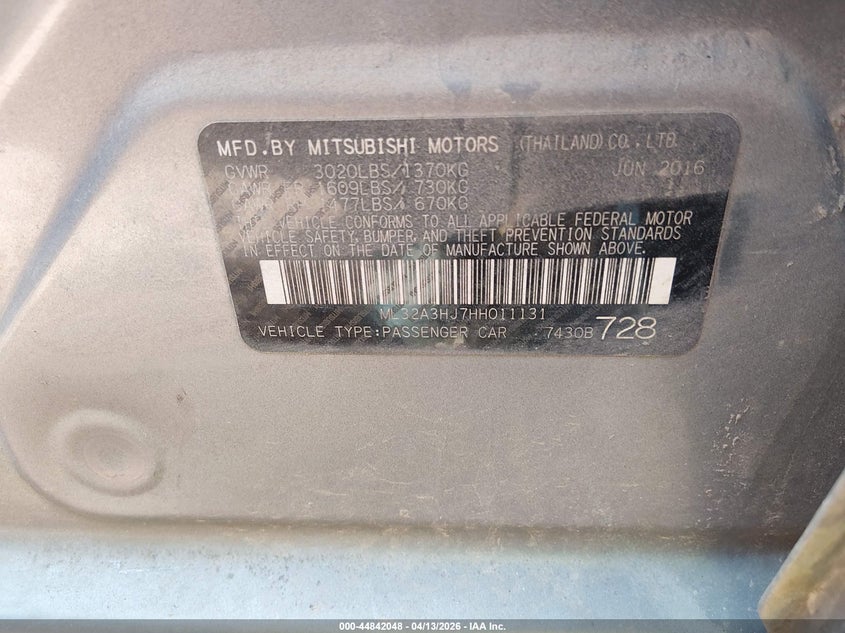 MFD.BY MITSUBISHI MOTORS (THAILAND)CO.,LTD.
GVWR 3020LBS/1370KG JUN 2016
GAWR FR 1609LBS/ 730KG
1477LBS/ 670KG
THIS VEHICLE CONFORMS TO ALL APPLICABLE FEDERAL MOTOR
VEHICLE SAFETY, BUMPER, AND THEFT PREVENTION STANDARDS
IN EFFECT ON THE DATE OF MANUFACTURE SHOWN ABOVE.
ML32A3HJ7HH011131
VEHICLE TYPE:PASSENGER CAR 7430B 728
000-44842048 - 04/13/2026 - IAA Inc.